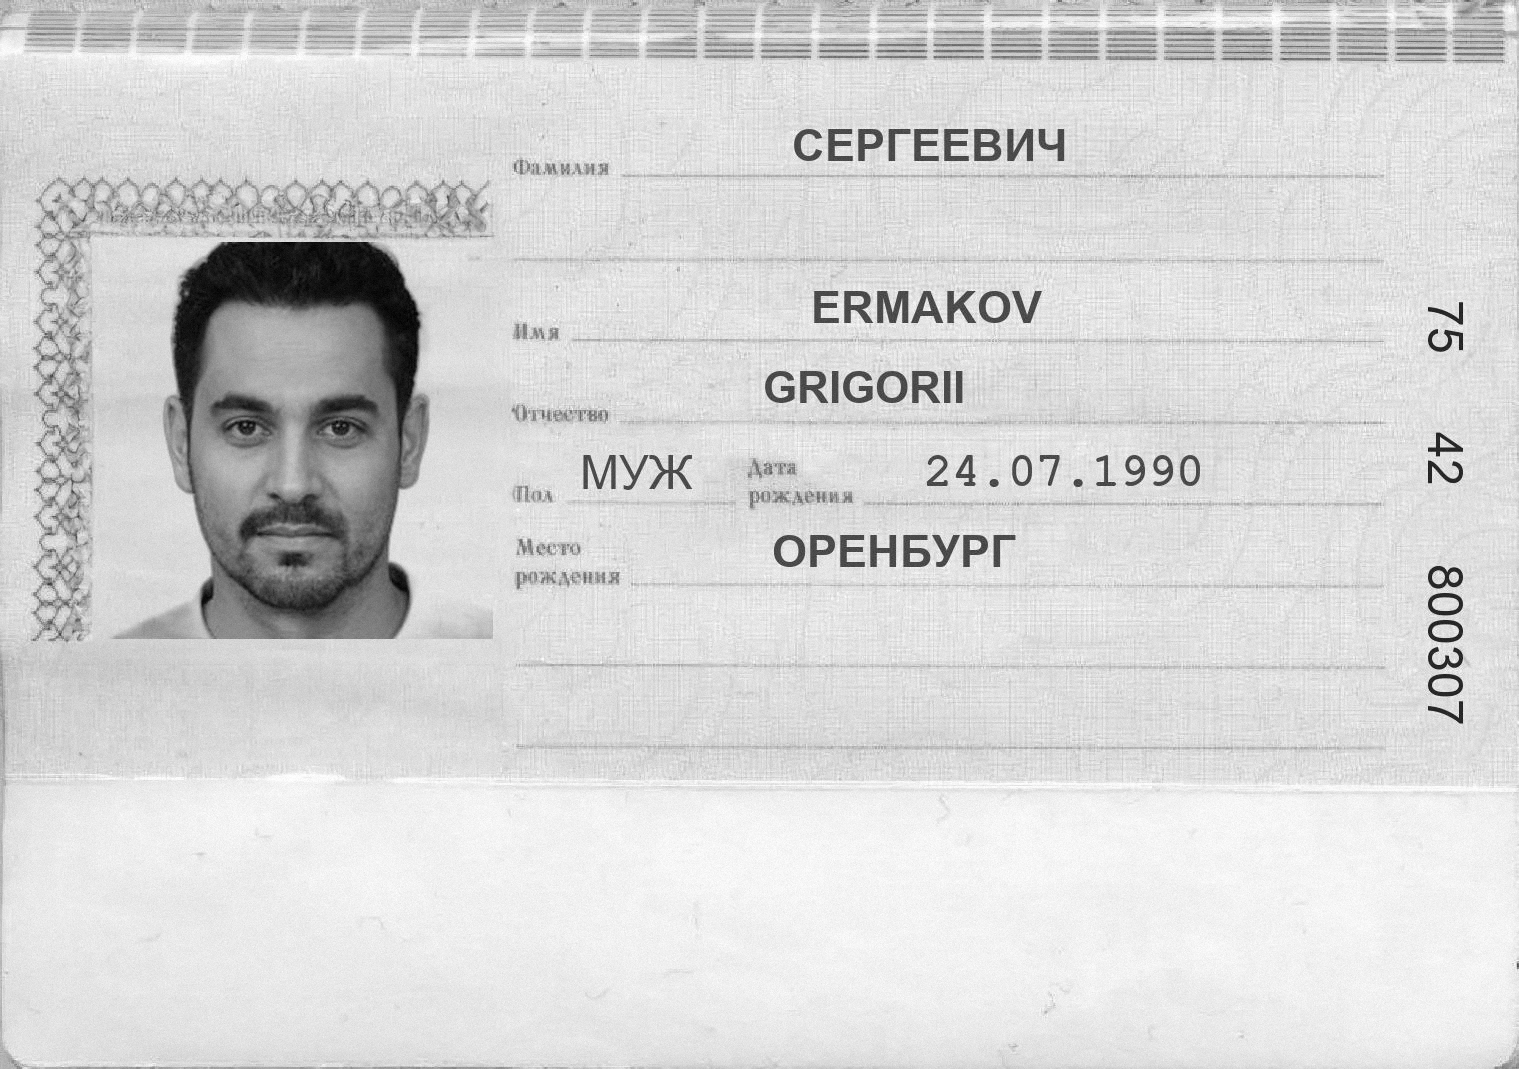 Фамилия СЕРГЕЕВИЧ
Имя ERMAKOV
Отчество GRIGORII
Пол МУЖ Дата рождения 24.07.1990
Место рождения ОРЕНБУРГ
75 42 800307